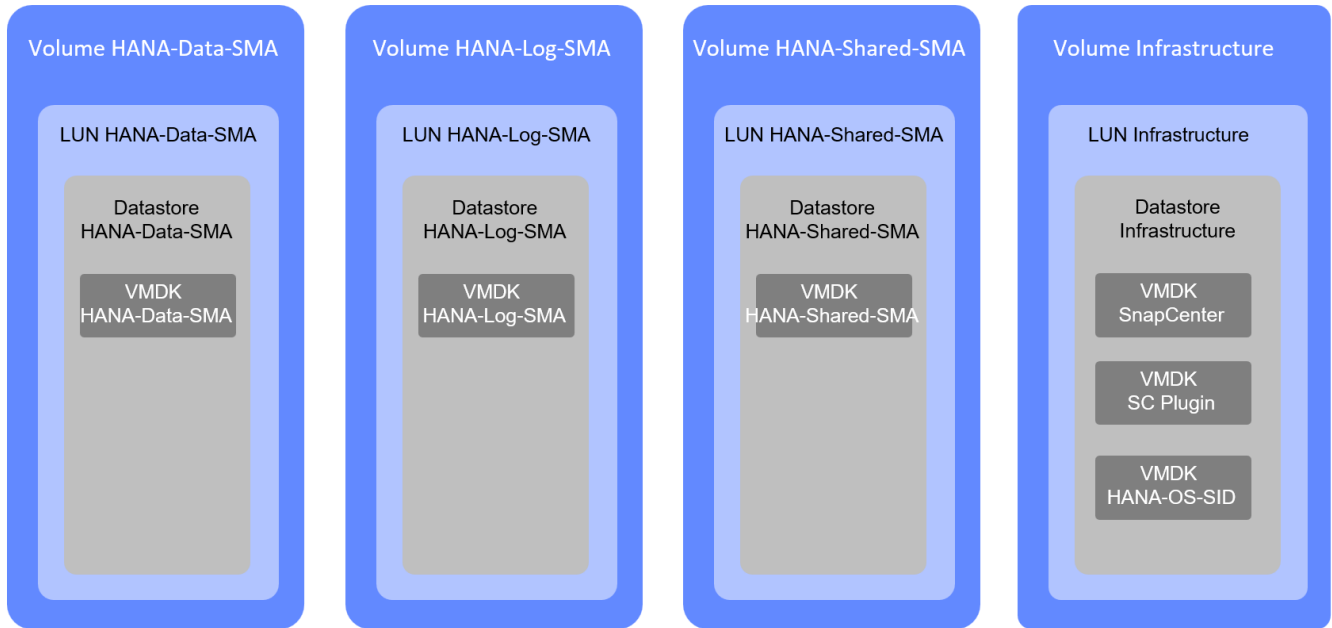 Volume HANA-Data-SMA
LUN HANA-Data-SMA
Datastore
HANA-Data-SMA
VMDK
HANA-Data-SMA
Volume HANA-Log-SMA
LUN HANA-Log-SMA
Datastore
HANA-Log-SMA
VMDK
HANA-Log-SMA
Volume HANA-Shared-SMA
LUN HANA-Shared-SMA
Datastore
HANA-Shared-SMA
VMDK
HANA-Shared-SMA
Volume Infrastructure
LUN Infrastructure
Datastore
Infrastructure
VMDK
SnapCenter
VMDK
SC Plugin
VMDK
HANA-OS-SID